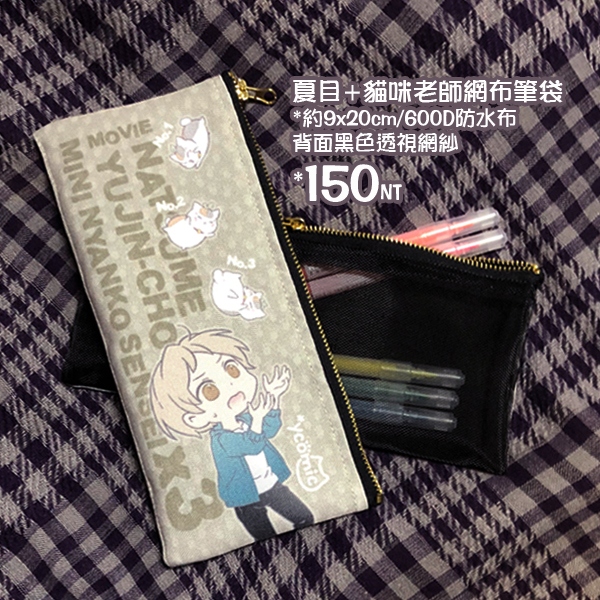 夏目+貓咪老師網布筆袋
*約9x20cm/600D防水布
背面黑色透視網紗
*150NT
MOVIE
NATSUME
YUJIN-CHO
MINI NYANKO SENSEI X3
No.1
No.2
No.3
*ycömic